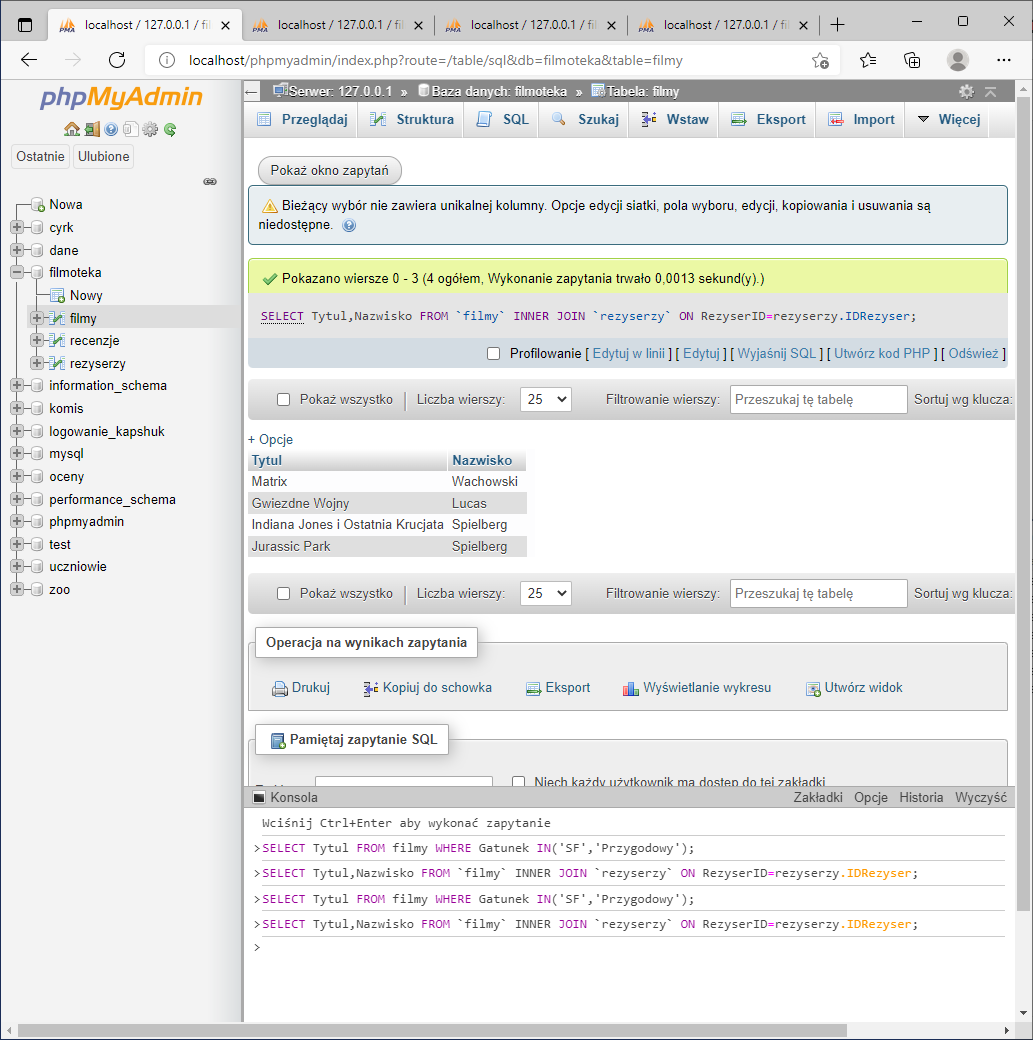 localhost / 127.0.0.1 / fil
localhost / 127.0.0.1 / fil
localhost / 127.0.0.1 / fil
localhost / 127.0.0.1 / fil
localhost/phpmyadmin/index.php?route=/table/sql&db=filmoteka&table=filmy
phpMyAdmin
Ostatnie
Ulubione
Nowa
cyrk
dane
filmoteka
Nowy
filmy
recenzje
rezyserzy
information_schema
komis
logowanie_kapshuk
mysql
oceny
performance_schema
phpmyadmin
test
uczniowie
zoo
Serwer: 127.0.0.1 » Baza danych: filmoteka » Tabela: filmy
Przeglądaj Struktura SQL Szukaj Wstaw Eksport Import Więcej
Pokaż okno zapytań
Bieżący wybór nie zawiera unikalnej kolumny. Opcje edycji siatki, pola wyboru, edycji, kopiowania i usuwania są
niedostępne.
Pokazano wiersze 0 - 3 (4 ogółem, Wykonanie zapytania trwało 0,0013 sekund(y).)
SELECT Tytul,Nazwisko FROM `filmy` INNER JOIN `rezyserzy` ON RezyserID=rezyserzy.IDRezyser;
Profilowanie [ Edytuj w linii ] [ Edytuj ] [ Wyjaśnij SQL ] [ Utwórz kod PHP ] [ Odśwież ]
Pokaż wszystko | Liczba wierszy: 25 Filtrowanie wierszy: Przeszukaj tę tabelę Sortuj wg klucza:
+ Opcje
Tytul Nazwisko
Matrix Wachowski
Gwiezdne Wojny Lucas
Indiana Jones i Ostatnia Krucjata Spielberg
Jurassic Park Spielberg
Pokaż wszystko | Liczba wierszy: 25 Filtrowanie wierszy: Przeszukaj tę tabelę Sortuj wg klucza:
Operacja na wynikach zapytania
Drukuj Kopiuj do schowka Eksport Wyświetlanie wykresu Utwórz widok
Pamiętaj zapytanie SQL
Niech każdy użytkownik ma dostęp do tej zakładki
Konsola Zakładki Opcje Historia Wyczyść
Wciśnij Ctrl+Enter aby wykonać zapytanie
>SELECT Tytul FROM filmy WHERE Gatunek IN('SF','Przygodowy');
>SELECT Tytul,Nazwisko FROM `filmy` INNER JOIN `rezyserzy` ON RezyserID=rezyserzy.IDRezyser;
>SELECT Tytul FROM filmy WHERE Gatunek IN('SF','Przygodowy');
>SELECT Tytul,Nazwisko FROM `filmy` INNER JOIN `rezyserzy` ON RezyserID=rezyserzy.IDRezyser;
>